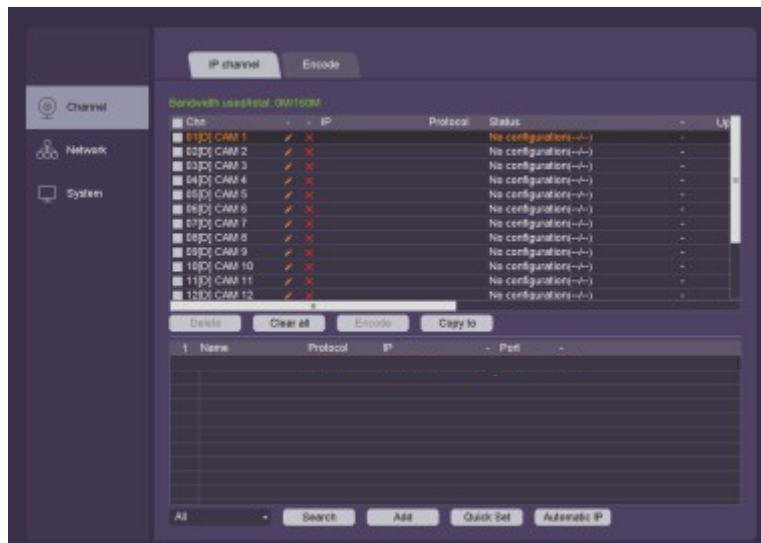 IP channel Encode
Channel
Network
System
Bandwidth used/total: 0M/160M
Chn - - IP Protocol Status - Up
01[D] CAM 1 No configuration(--/--) -
02[D] CAM 2 No configuration(--/--) -
03[D] CAM 3 No configuration(--/--) -
04[D] CAM 4 No configuration(--/--) -
05[D] CAM 5 No configuration(--/--) -
06[D] CAM 6 No configuration(--/--) -
07[D] CAM 7 No configuration(--/--) -
08[D] CAM 8 No configuration(--/--) -
09[D] CAM 9 No configuration(--/--) -
10[D] CAM 10 No configuration(--/--) -
11[D] CAM 11 No configuration(--/--) -
12[D] CAM 12 No configuration(--/--) -
Delete Clear all Encode Copy to
1 Name Protocol IP - Port -
All Search Add Quick Set Automatic IP